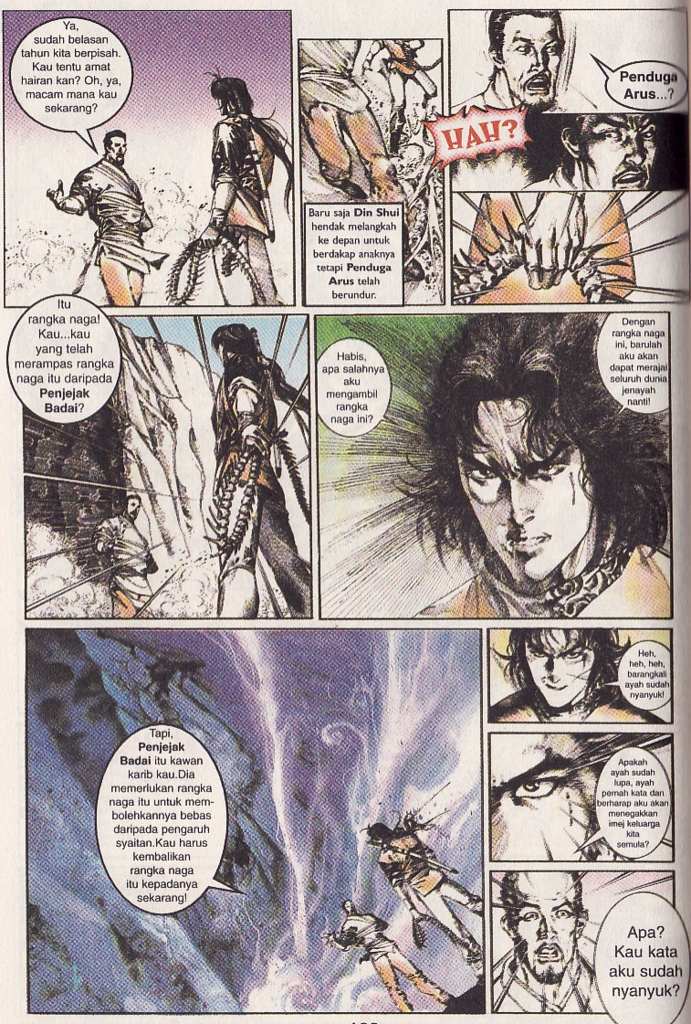 Ya,
sudah belasan
tahun kita berpisah.
Kau tentu amat
hairan kan? Oh, ya,
macam mana kau
sekarang?
Baru saja Din Shui
hendak melangkah
ke depan untuk
berdakap anaknya
tetapi Penduga
Arus telah
berundur.
Penduga
Arus...?
HAH?
Itu
rangka naga!
Kau...kau
yang telah
merampas rangka
naga itu daripada
Penjejak
Badai?
Habis,
apa salahnya
aku
mengambil
rangka
naga ini?
Dengan
rangka naga
ini, barulah
aku akan
dapat merajai
seluruh dunia
jenayah
nanti!
Tapi,
Penjejak
Badai itu kawan
karib kau.Dia
memerlukan rangka
naga itu untuk mem-
bolehkannya bebas
daripada pengaruh
syaitan.Kau harus
kembalikan
rangka naga
itu kepadanya
sekarang!
Heh,
heh, heh,
barangkali
ayah sudah
nyanyuk!
Apakah
ayah sudah
lupa, ayah
pernah kata dan
berharap aku akan
menegakkan
imej keluarga
kita
semula?
Apa?
Kau kata
aku sudah
nyanyuk?